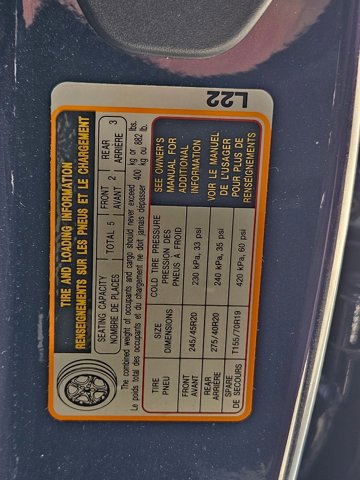 TIRE AND LOADING INFORMATION
RENSEIGNEMENTS SUR LES PNEUS ET LE CHARGEMENT
SEATING CAPACITY
NOMBRE DE PLACES
TOTAL 5
FRONT
AVANT 2
REAR
ARRIÈRE 3
The combined weight of occupants and cargo should never exceed 400 kg or 882 lbs.
Le poids total des occupants et du chargement ne doit jamais dépasser 400 kg ou 882 lb.
TIRE
PNEU
SIZE
DIMENSIONS
COLD TIRE PRESSURE
PRESSION DES
PNEUS À FROID
FRONT
AVANT
245/45R20
230 kPa, 33 psi
REAR
ARRIÈRE
275/40R20
240 kPa, 35 psi
SPARE
DE SECOURS
T155/70R19
420 kPa, 60 psi
SEE OWNER'S
MANUAL FOR
ADDITIONAL
INFORMATION
VOIR LE MANUEL
DE L'USAGER
POUR PLUS DE
RENSEIGNEMENTS
L22